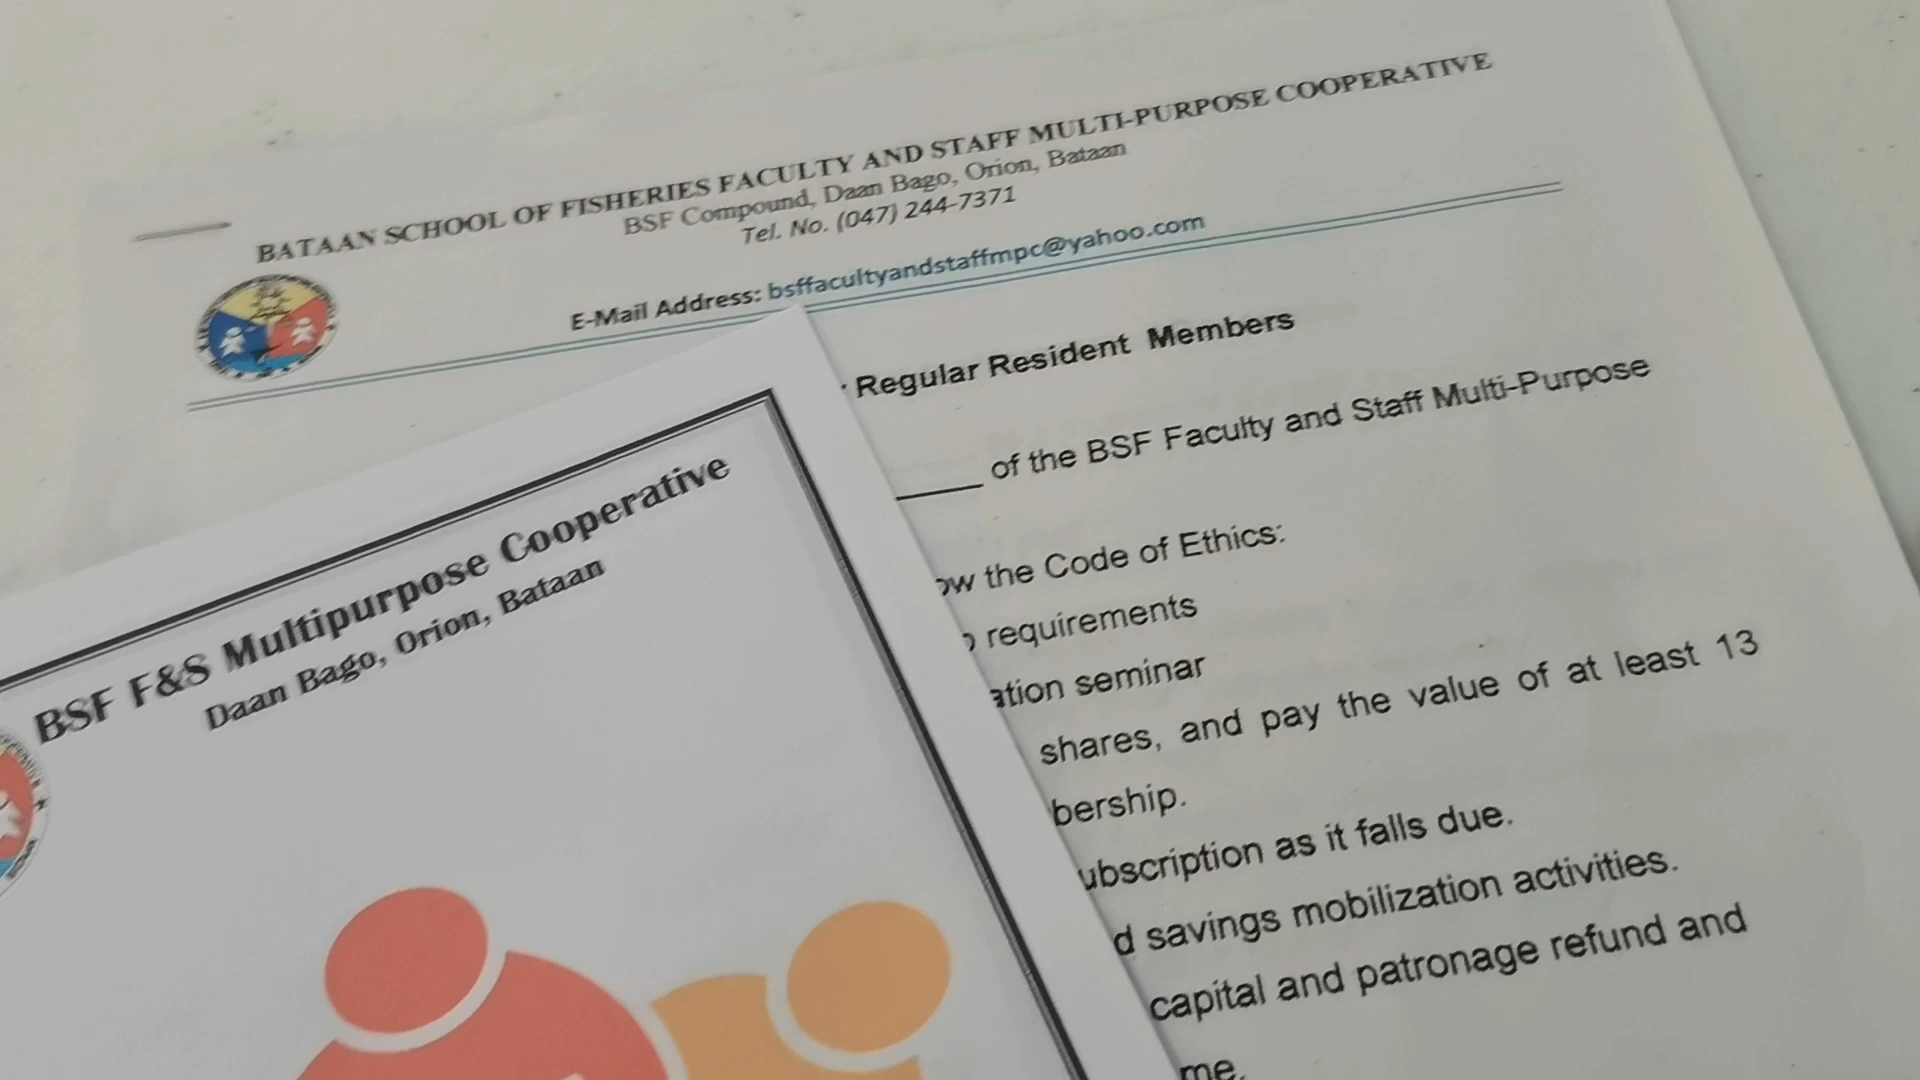 BATAAN SCHOOL OF FISHERIES FACULTY AND STAFF MULTI-PURPOSE COOPERATIVE
BSF Compound, Daan Bago, Orion, Bataan
Tel. No. (047) 244-7371
E-Mail Address: bsffacultyandstaffmpc@yahoo.com
Regular Resident Members
of the BSF Faculty and Staff Multi-Purpose
ow the Code of Ethics:
requirements
ation seminar
shares, and pay the value of at least 13
bership.
ubscription as it falls due.
d savings mobilization activities.
capital and patronage refund and
me.
BSF F&S Multipurpose Cooperative
Daan Bago, Orion, Bataan